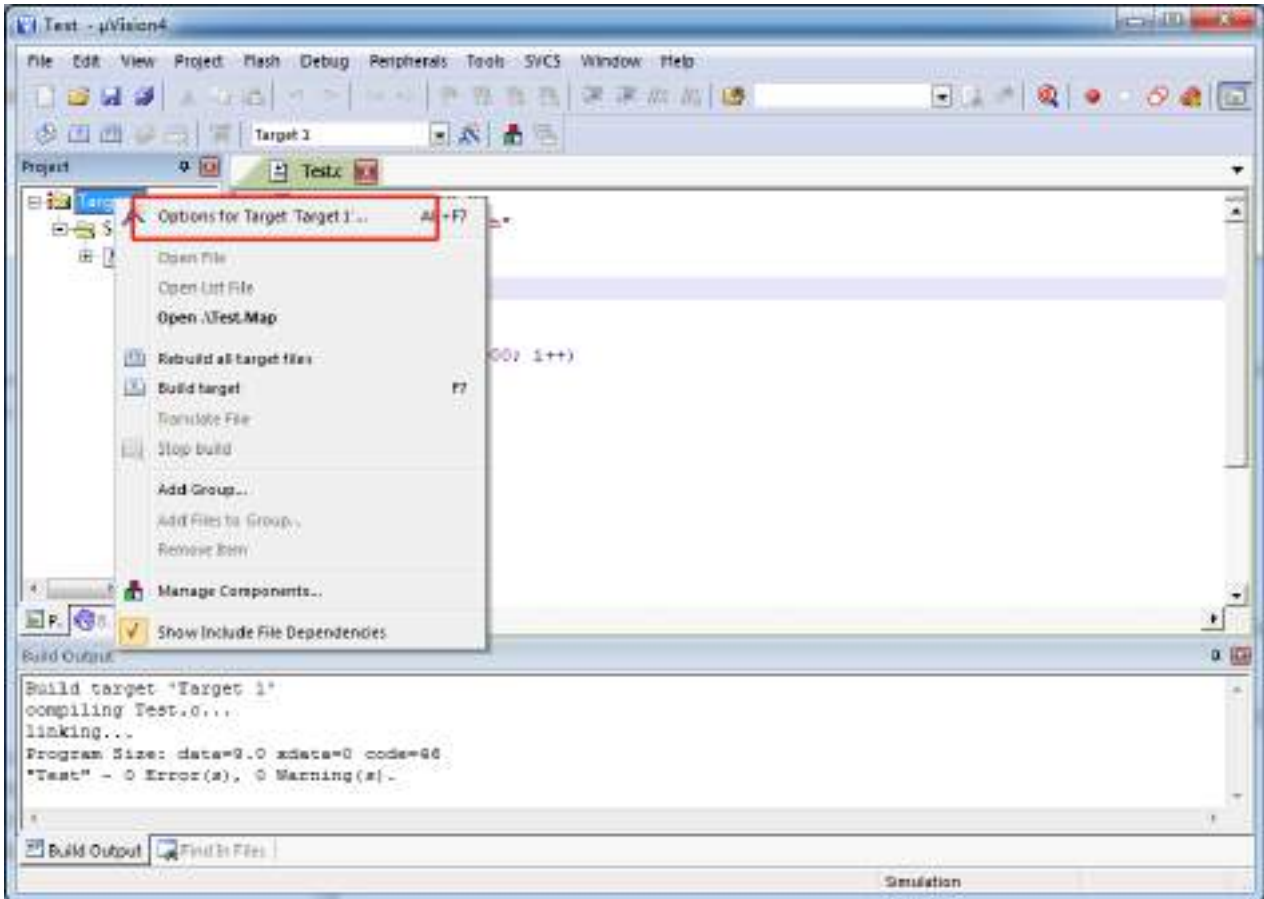 Test - µVision4
File Edit View Project Flash Debug Peripherals Tools SVCS Window Help
Target 1
Project
Test.c
Options for Target 'Target 1'... Alt+F7
Open File
Open List File
Open .\Test.Map
00; i++)
Rebuild all target files
Build target F7
Translate File
Stop build
Add Group...
Add Files to Group...
Remove Item
Manage Components...
Show Include File Dependencies
Build Output
Build target 'Target 1'
compiling Test.c...
linking...
Program Size: data=9.0 xdata=0 code=66
"Test" - 0 Error(s), 0 Warning(s).
Build Output Find In Files
Simulation